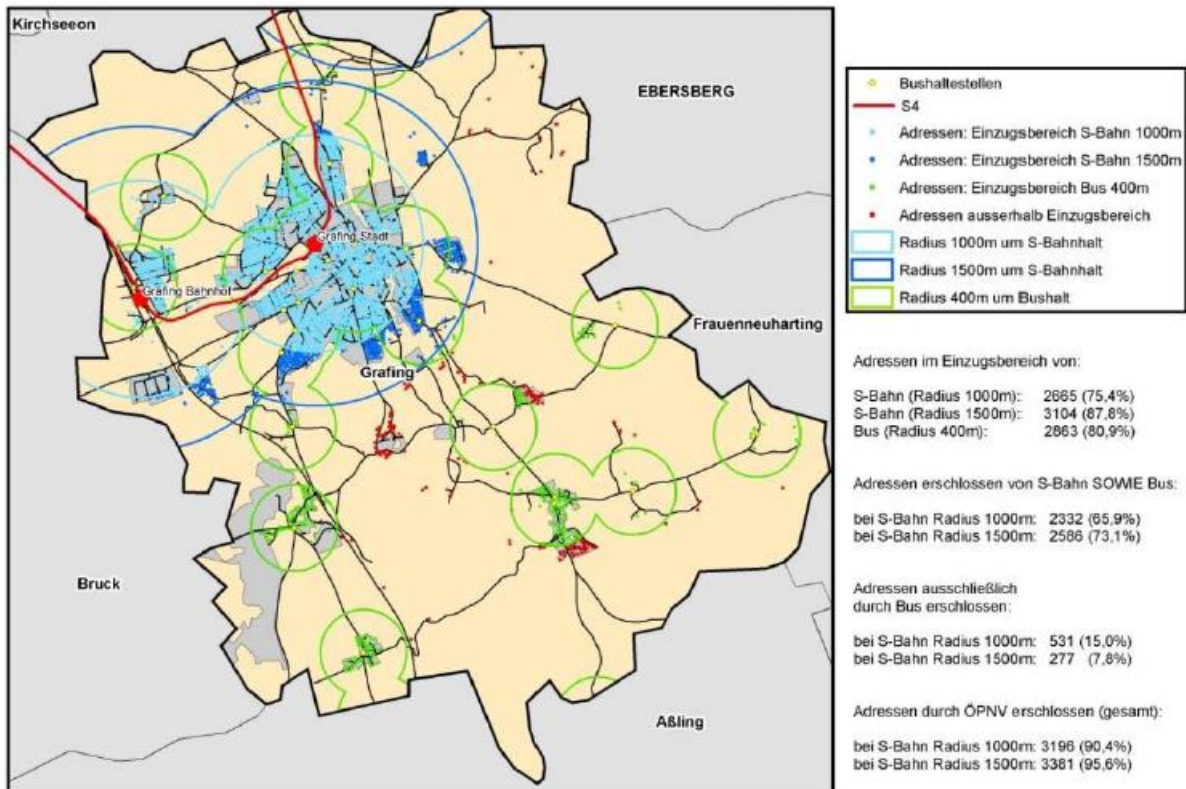 Kirchseeon
EBERSBERG
Grafing Stadt
Grafing Bahnhof
Frauenneuharting
Grafing
Bruck
Aßling
Bushaltestellen
S4
Adressen: Einzugsbereich S-Bahn 1000m
Adressen: Einzugsbereich S-Bahn 1500m
Adressen: Einzugsbereich Bus 400m
Adressen ausserhalb Einzugsbereich
Radius 1000m um S-Bahnhalt
Radius 1500m um S-Bahnhalt
Radius 400m um Bushalt
Adressen im Einzugsbereich von:
S-Bahn (Radius 1000m): 2665 (75,4%)
S-Bahn (Radius 1500m): 3104 (87,8%)
Bus (Radius 400m): 2863 (80,9%)
Adressen erschlossen von S-Bahn SOWIE Bus:
bei S-Bahn Radius 1000m: 2332 (65,9%)
bei S-Bahn Radius 1500m: 2586 (73,1%)
Adressen ausschließlich
durch Bus erschlossen:
bei S-Bahn Radius 1000m: 531 (15,0%)
bei S-Bahn Radius 1500m: 277 (7,8%)
Adressen durch ÖPNV erschlossen (gesamt):
bei S-Bahn Radius 1000m: 3196 (90,4%)
bei S-Bahn Radius 1500m: 3381 (95,6%)